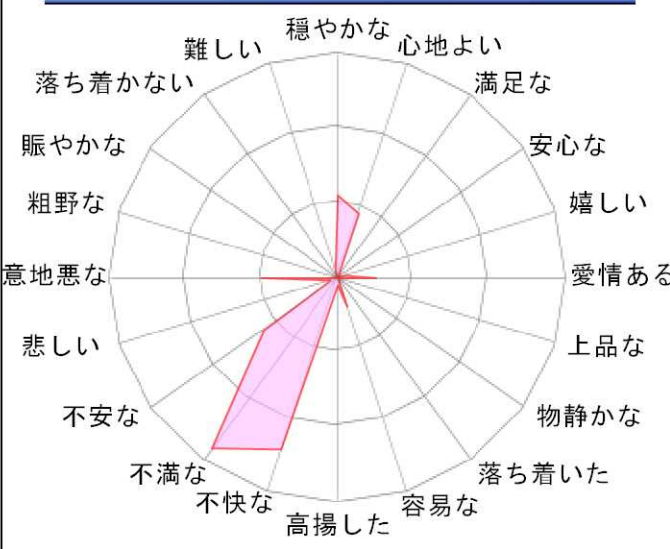 穏やかな
心地よい
満足な
安心な
嬉しい
愛情ある
上品な
物静かな
落ち着いた
容易な
高揚した
不快な
不満な
不安な
悲しい
意地悪な
粗野な
賑やかな
落ち着かない
難しい